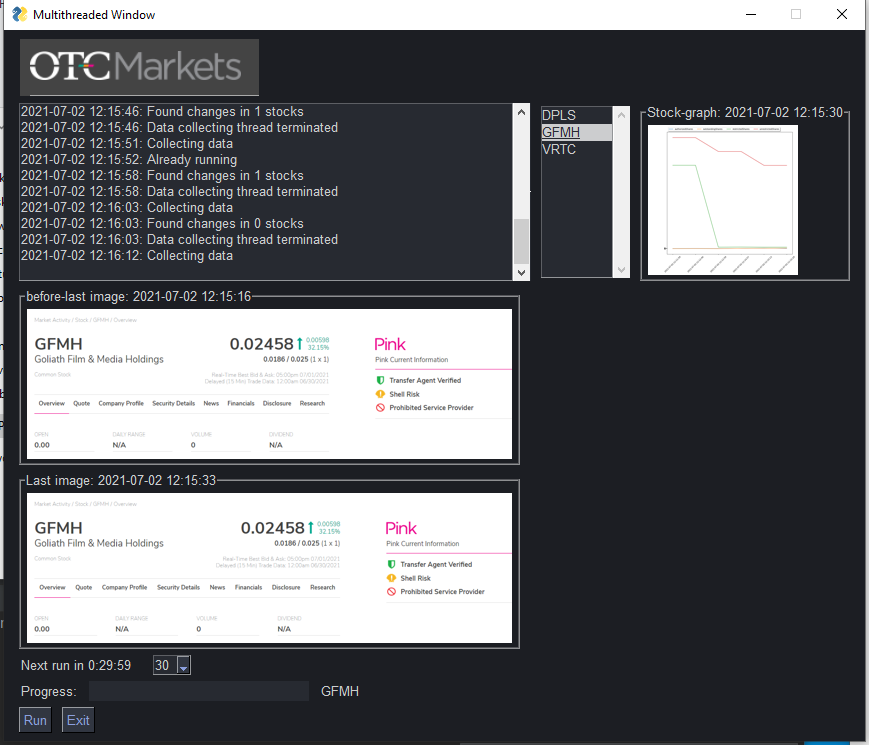 Multithreaded Window
OTC Markets
2021-07-02 12:15:46: Found changes in 1 stocks
2021-07-02 12:15:46: Data collecting thread terminated
2021-07-02 12:15:51: Collecting data
2021-07-02 12:15:52: Already running
2021-07-02 12:15:58: Found changes in 1 stocks
2021-07-02 12:15:58: Data collecting thread terminated
2021-07-02 12:16:03: Collecting data
2021-07-02 12:16:03: Found changes in 0 stocks
2021-07-02 12:16:03: Data collecting thread terminated
2021-07-02 12:16:12: Collecting data
DPLS
GFMH
VRTC
Stock-graph: 2021-07-02 12:15:30
before-last image: 2021-07-02 12:15:16
Market Activity / Stock / GFMH / Overview
GFMH
Goliath Film & Media Holdings
Common Stock
0.02458 0.00598
32.15%
0.0186 / 0.025 (1 x 1)
Real-Time Best Bid & Ask: 05:00pm 07/01/2021
Delayed (15 Min) Trade Data: 12:00am 06/30/2021
Pink
Pink Current Information
Transfer Agent Verified
Shell Risk
Prohibited Service Provider
Overview Quote Company Profile Security Details News Financials Disclosure Research
OPEN DAILY RANGE VOLUME DIVIDEND
0.00 N/A 0 N/A
Last image: 2021-07-02 12:15:33
Market Activity / Stock / GFMH / Overview
GFMH
Goliath Film & Media Holdings
Common Stock
0.02458 0.00598
32.15%
0.0186 / 0.025 (1 x 1)
Real-Time Best Bid & Ask: 05:00pm 07/01/2021
Delayed (15 Min) Trade Data: 12:00am 06/30/2021
Pink
Pink Current Information
Transfer Agent Verified
Shell Risk
Prohibited Service Provider
Overview Quote Company Profile Security Details News Financials Disclosure Research
OPEN DAILY RANGE VOLUME DIVIDEND
0.00 N/A 0 N/A
Next run in 0:29:59 30
Progress: GFMH
Run Exit